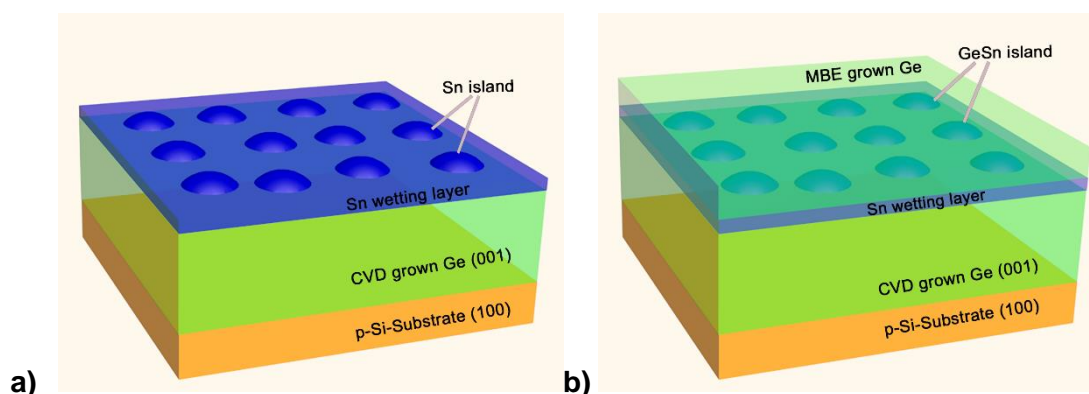 Sn island
Sn wetting layer
CVD grown Ge (001)
p-Si-Substrate (100)
a)
MBE grown Ge
GeSn island
Sn wetting layer
CVD grown Ge (001)
p-Si-Substrate (100)
b)